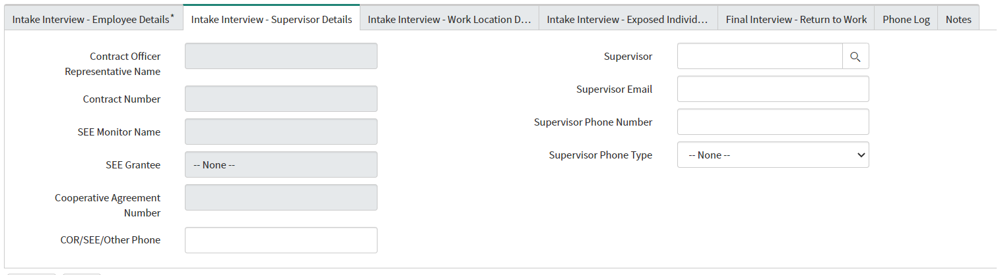 Intake Interview - Employee Details*
Intake Interview - Supervisor Details
Intake Interview - Work Location D...
Intake Interview - Exposed Individ...
Final Interview - Return to Work
Phone Log
Notes
Contract Officer
Representative Name
Contract Number
SEE Monitor Name
SEE Grantee
-- None --
Cooperative Agreement
Number
COR/SEE/Other Phone
Supervisor
Supervisor Email
Supervisor Phone Number
Supervisor Phone Type
-- None --